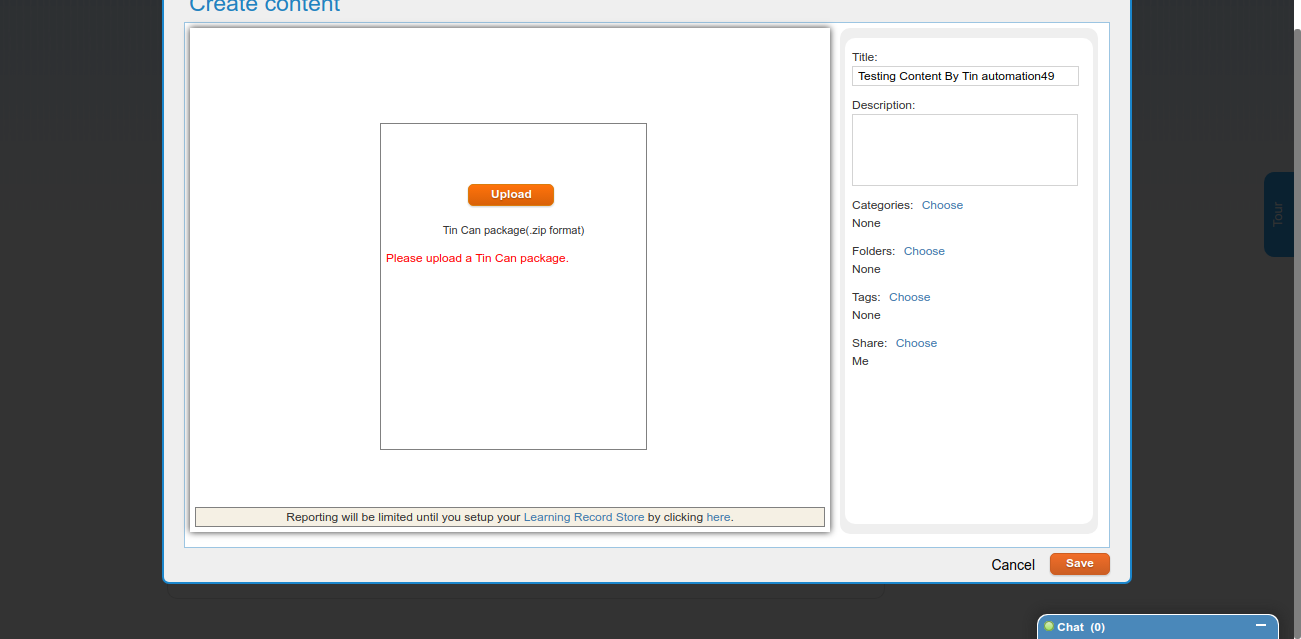 Create content
Upload
Tin Can package(.zip format)
Please upload a Tin Can package.
Reporting will be limited until you setup your Learning Record Store by clicking here.
Title:
Testing Content By Tin automation49
Description:
Categories: Choose
None
Folders: Choose
None
Tags: Choose
None
Share: Choose
Me
Cancel
Save
Tour
Chat (0)